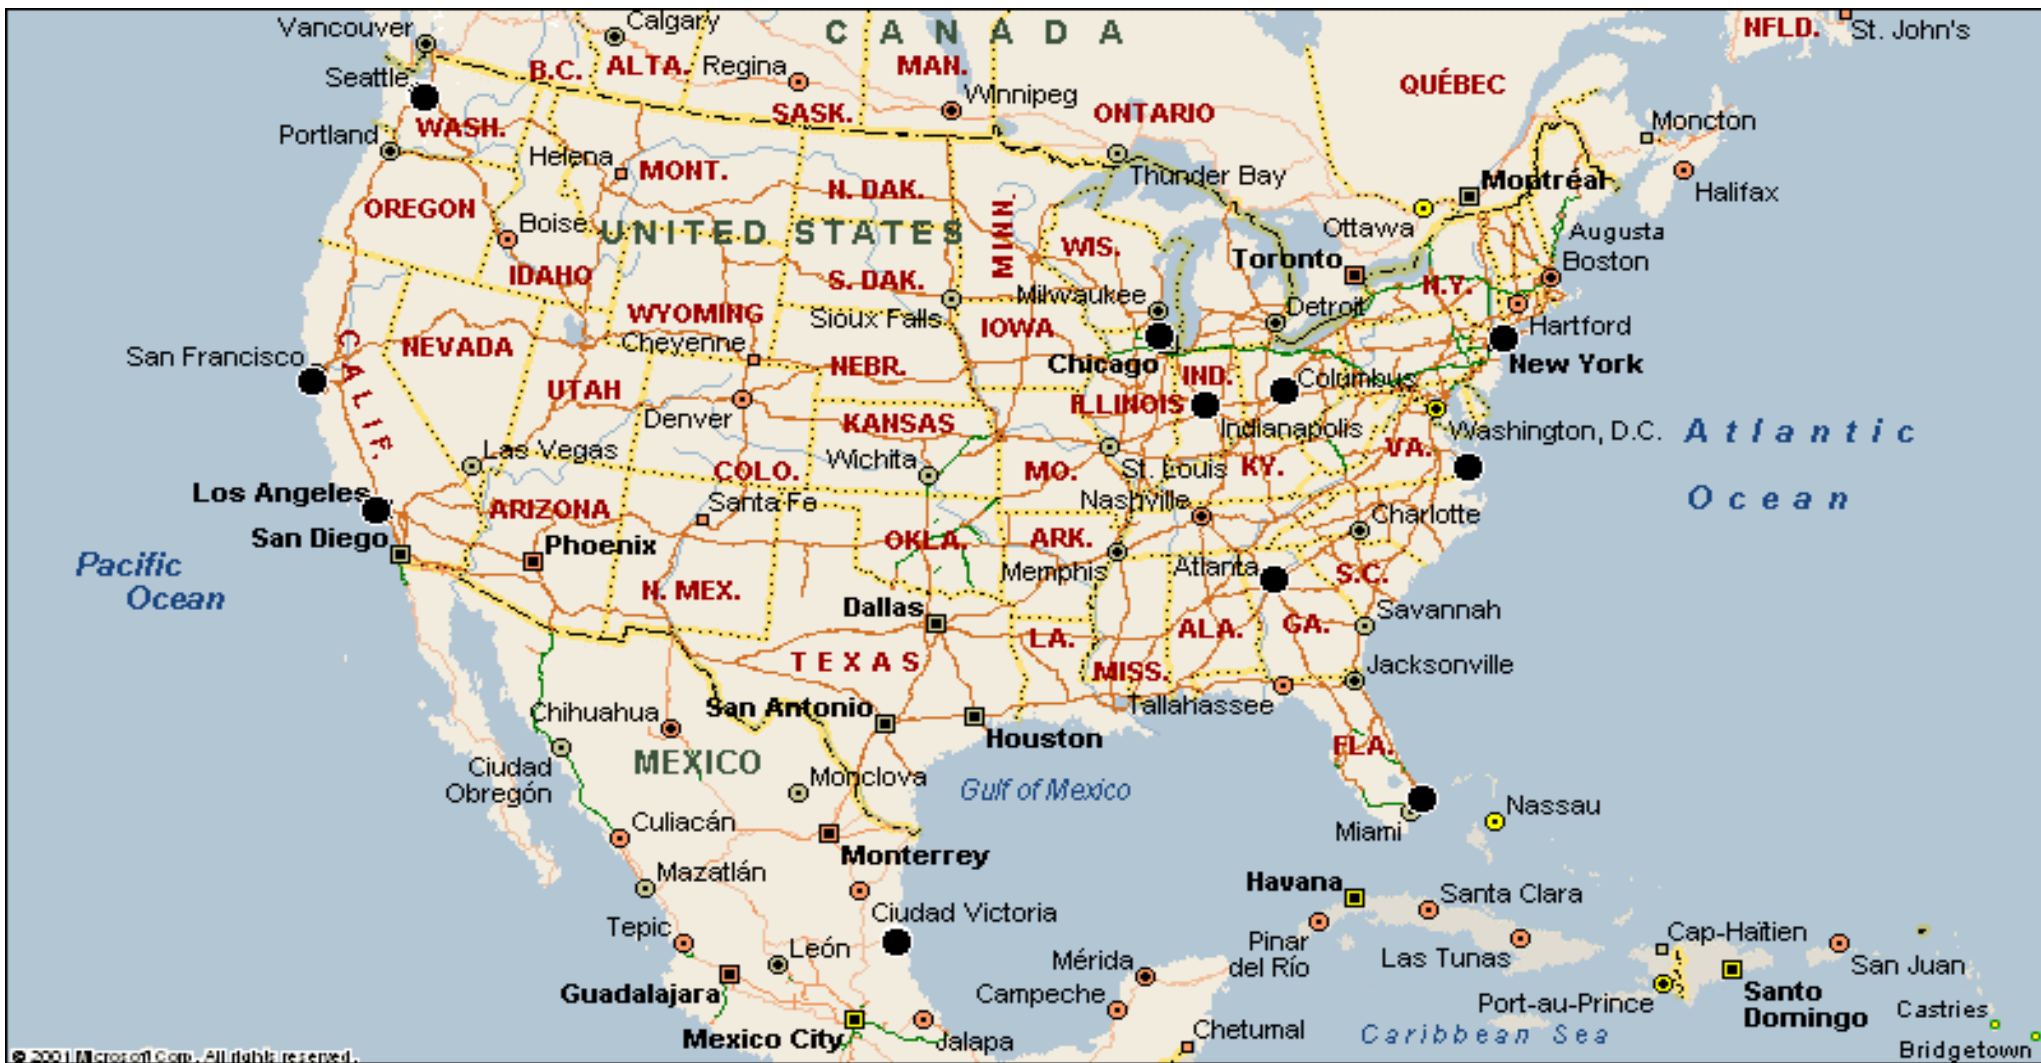 Vancouver
Calgary
CANADA
NFLD.
St. John's
Seattle
B.C.
ALTA.
Regina
MAN.
QUÉBEC
Winnipeg
SASK.
ONTARIO
Moncton
Portland
WASH.
Helena
MONT.
Thunder Bay
Montréal
Halifax
N. DAK.
OREGON
Boise
UNITED STATES
MINN.
WIS.
Ottawa
Augusta
Boston
Toronto
IDAHO
S. DAK.
N.Y.
Milwaukee
Detroit
WYOMING
Sioux Falls
IOWA
Hartford
San Francisco
CALIF.
NEVADA
Cheyenne
NEBR.
Chicago
IND.
Columbus
New York
UTAH
Denver
KANSAS
ILLINOIS
Indianapolis
Washington, D.C.
Atlantic
Ocean
Las Vegas
COLO.
Wichita
MO.
St. Louis
KY.
VA.
Los Angeles
ARIZONA
Santa Fe
Nashville
Charlotte
San Diego
Phoenix
OKLA.
ARK.
Memphis
Atlanta
S.C.
Pacific
Ocean
N. MEX.
Dallas
Savannah
LA.
ALA.
GA.
TEXAS
MISS.
Jacksonville
Chihuahua
San Antonio
Tallahassee
Houston
MEXICO
FLA.
Ciudad
Obregón
Monclova
Gulf of Mexico
Nassau
Culiacán
Miami
Monterrey
Mazatlán
Havana
Santa Clara
Ciudad Victoria
Tepic
León
Mérida
Pinar
del Río
Las Tunas
Cap-Haïtien
San Juan
Guadalajara
Campeche
Port-au-Prince
Santo
Domingo
Castries
Mexico City
Jalapa
Chetumal
Caribbean Sea
Bridgetown
© 2001 Microsoft Corp. All rights reserved.